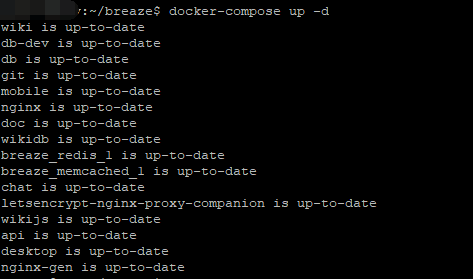 :~/breaze$ docker-compose up -d
wiki is up-to-date
db-dev is up-to-date
db is up-to-date
git is up-to-date
mobile is up-to-date
nginx is up-to-date
doc is up-to-date
wikidb is up-to-date
breaze_redis_1 is up-to-date
breaze_memcached_1 is up-to-date
chat is up-to-date
letsencrypt-nginx-proxy-companion is up-to-date
wikijs is up-to-date
api is up-to-date
desktop is up-to-date
nginx-gen is up-to-date